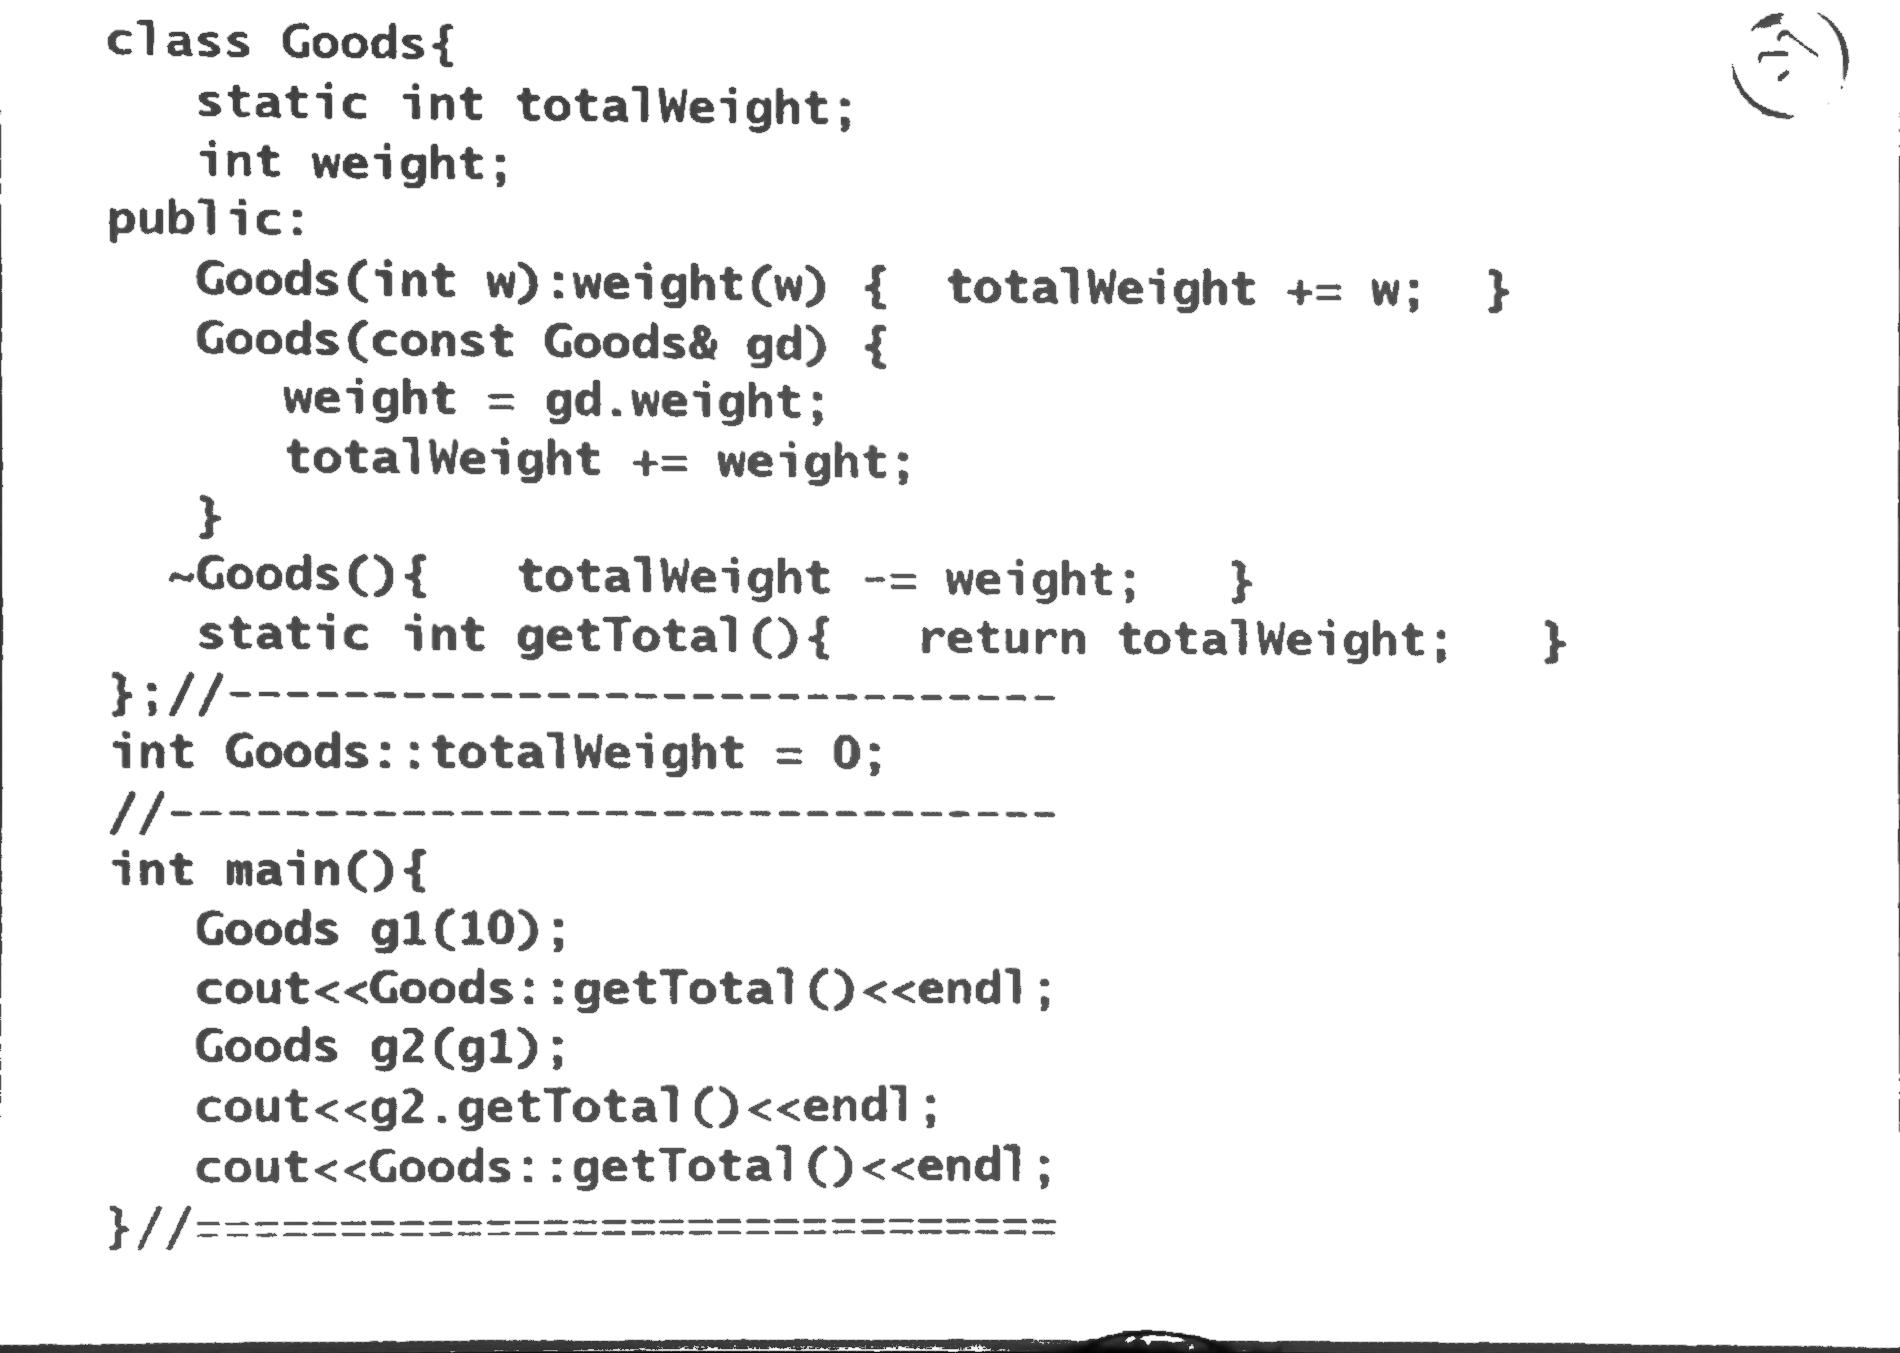 class Goods{
static int totalWeight;
int weight;
public:
Goods(int w):weight(w) { totalWeight += w; }
Goods(const Goods& gd) {
weight = gd.weight;
totalWeight += weight;
}
~Goods(){ totalWeight -= weight; }
static int getTotal(){ return totalWeight; }
};//-----------------------------
int Goods::totalWeight = 0;
//-------------------------------
int main(){
Goods g1(10);
cout<<Goods::getTotal()<<endl;
Goods g2(g1);
cout<<g2.getTotal()<<endl;
cout<<Goods::getTotal()<<endl;
}//==============================